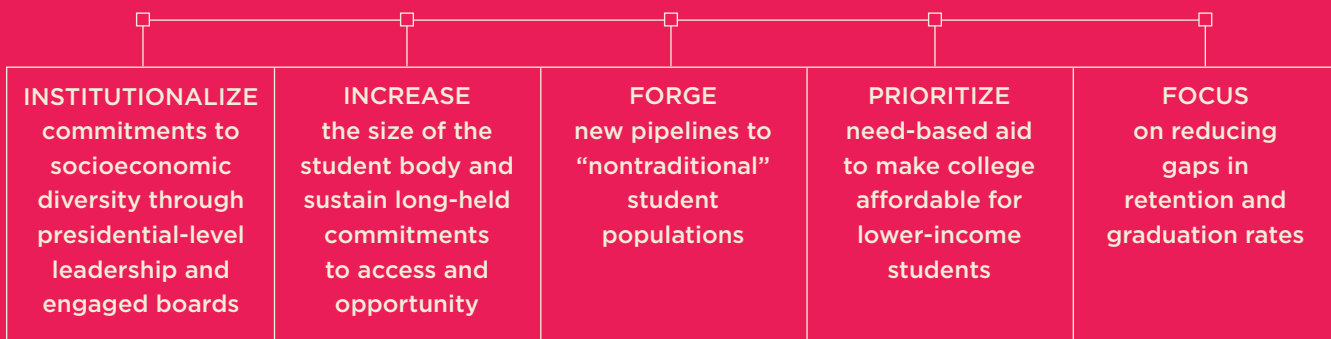 INSTITUTIONALIZE
commitments to
socioeconomic
diversity through
presidential-level
leadership and
engaged boards
INCREASE
the size of the
student body and
sustain long-held
commitments
to access and
opportunity
FORGE
new pipelines to
“nontraditional”
student
populations
PRIORITIZE
need-based aid
to make college
affordable for
lower-income
students
FOCUS
on reducing
gaps in
retention and
graduation rates